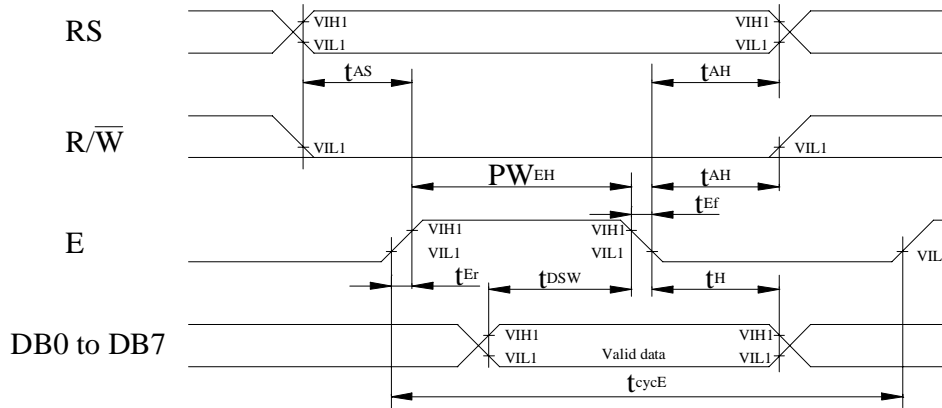 RS
VIH1 VIH1
VIL1 VIL1
tAS tAH
R/W̅
VIL1 VIL1
PWEH tAH
tEf
E
VIH1 VIH1
VIL1 VIL1 VIL
tEr tDSW tH
DB0 to DB7
VIH1 VIH1
VIL1 Valid data VIL1
tcycE